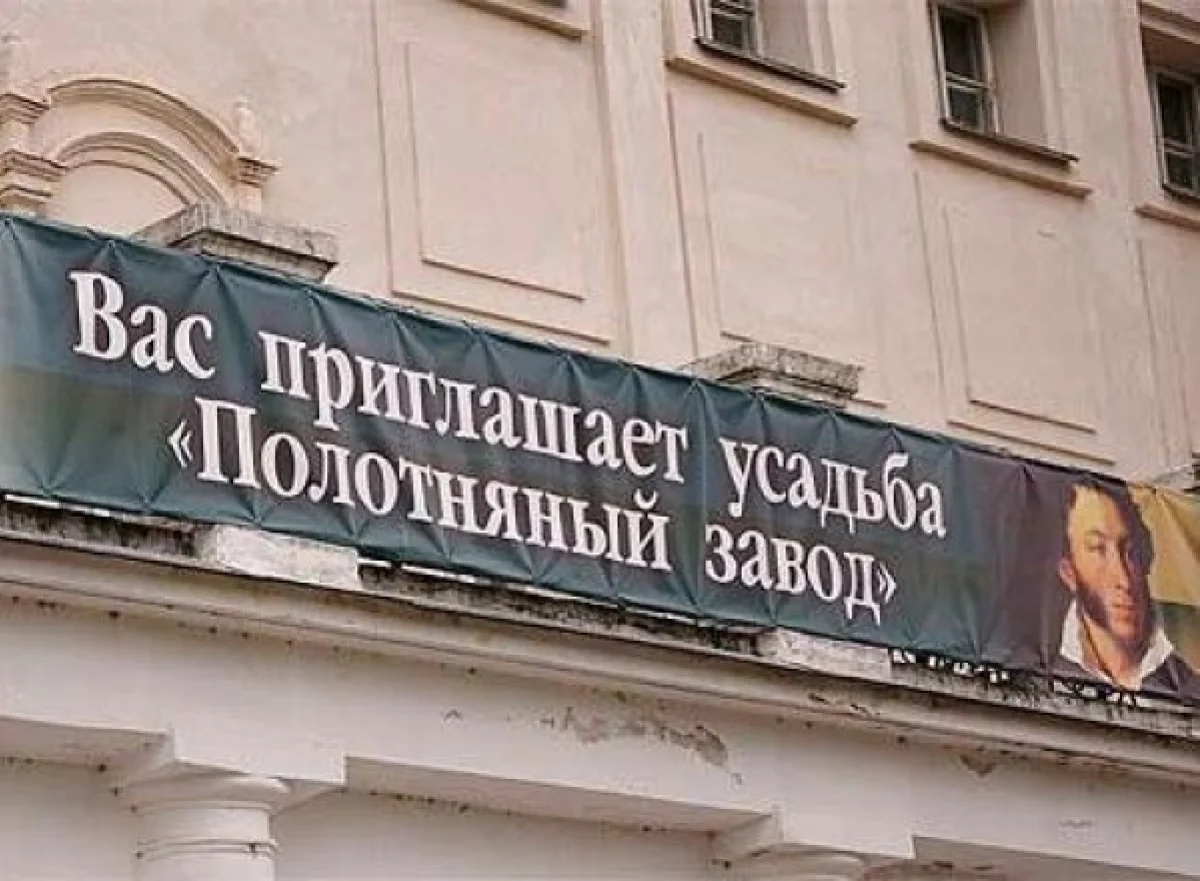 Вас приглашает усадьба
«Полотняный завод»